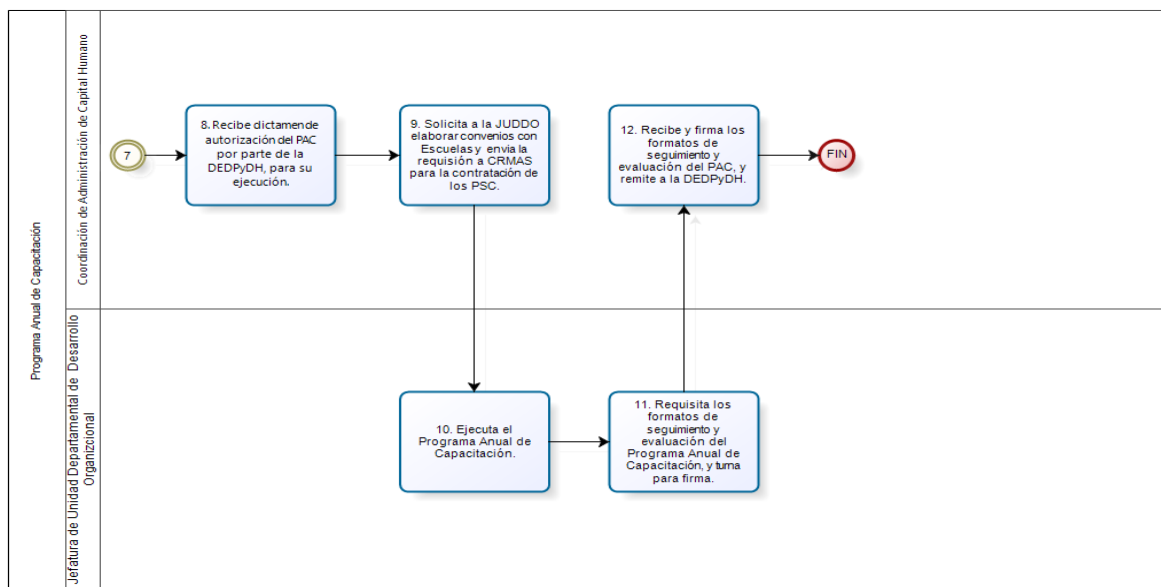 Programa Anual de Capacitación
Coordinación de Administración de Capital Humano
7
8. Recibe dictamende
autorización del PAC
por parte de la
DEDPyDH, para su
ejecución.
9. Solicita a la JUDDO
elaborar convenios con
Escuelas y envia la
requisión a CRMAS
para la contratación de
los PSC.
12. Recibe y firma los
formatos de
seguimiento y
evaluación del PAC, y
remite a la DEDPyDH.
FIN
Jefatura de Unidad Departamental de Desarrollo
Organizcional
10. Ejecuta el
Programa Anual de
Capacitación.
11. Requisita los
formatos de
seguimiento y
evaluación del
Programa Anual de
Capacitación, y turna
para firma.